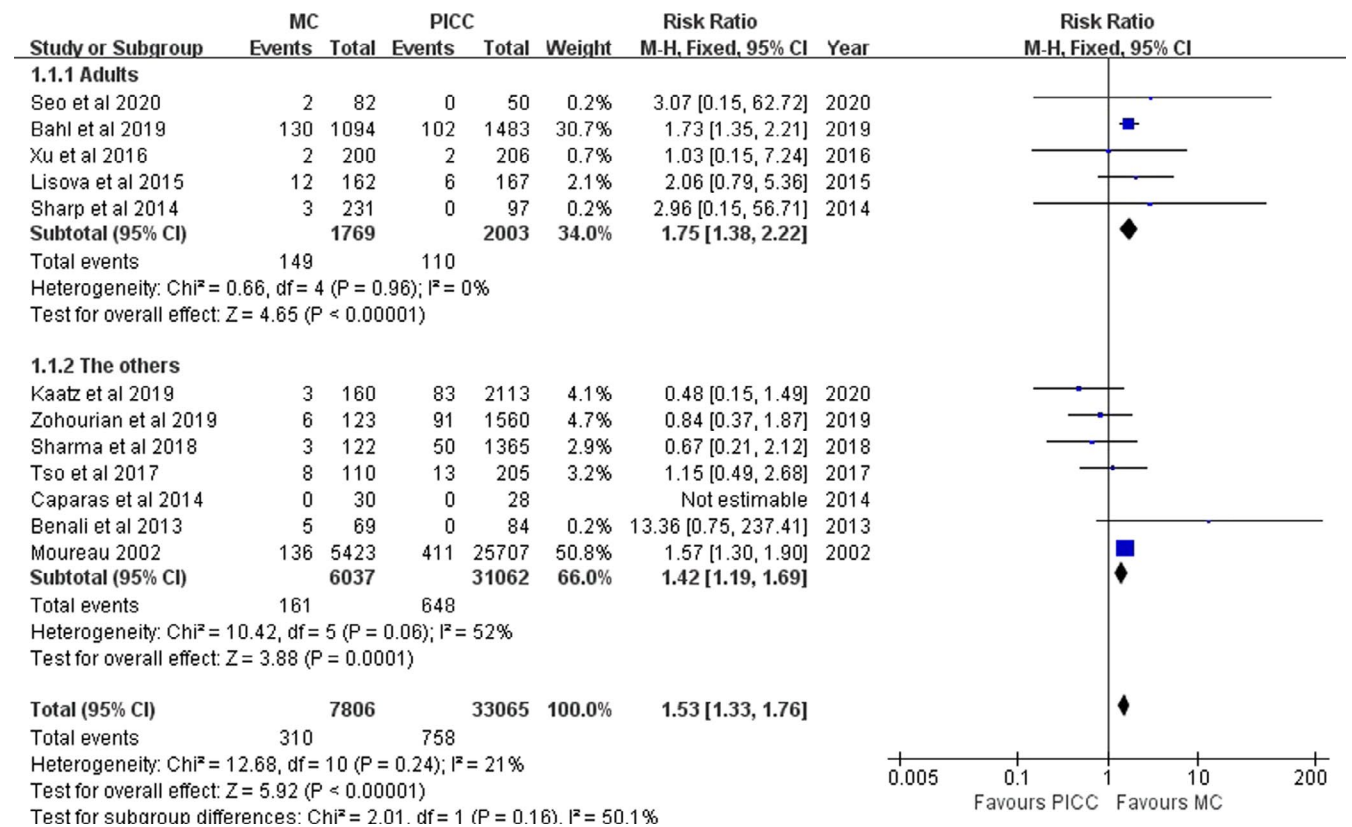 MC PICC Risk Ratio Risk Ratio
Study or Subgroup Events Total Events Total Weight M-H, Fixed, 95% CI Year M-H, Fixed, 95% CI
1.1.1 Adults
Seo et al 2020 2 82 0 50 0.2% 3.07 [0.15, 62.72] 2020
Bahl et al 2019 130 1094 102 1483 30.7% 1.73 [1.35, 2.21] 2019
Xu et al 2016 2 200 2 206 0.7% 1.03 [0.15, 7.24] 2016
Lisova et al 2015 12 162 6 167 2.1% 2.06 [0.79, 5.36] 2015
Sharp et al 2014 3 231 0 97 0.2% 2.96 [0.15, 56.71] 2014
Subtotal (95% CI) 1769 2003 34.0% 1.75 [1.38, 2.22]
Total events 149 110
Heterogeneity: Chi² = 0.66, df = 4 (P = 0.96); I² = 0%
Test for overall effect: Z = 4.65 (P < 0.00001)
1.1.2 The others
Kaatz et al 2019 3 160 83 2113 4.1% 0.48 [0.15, 1.49] 2020
Zohourian et al 2019 6 123 91 1560 4.7% 0.84 [0.37, 1.87] 2019
Sharma et al 2018 3 122 50 1365 2.9% 0.67 [0.21, 2.12] 2018
Tso et al 2017 8 110 13 205 3.2% 1.15 [0.49, 2.68] 2017
Caparas et al 2014 0 30 0 28 Not estimable 2014
Benali et al 2013 5 69 0 84 0.2% 13.36 [0.75, 237.41] 2013
Moureau 2002 136 5423 411 25707 50.8% 1.57 [1.30, 1.90] 2002
Subtotal (95% CI) 6037 31062 66.0% 1.42 [1.19, 1.69]
Total events 161 648
Heterogeneity: Chi² = 10.42, df = 5 (P = 0.06); I² = 52%
Test for overall effect: Z = 3.88 (P = 0.0001)
Total (95% CI) 7806 33065 100.0% 1.53 [1.33, 1.76]
Total events 310 758
Heterogeneity: Chi² = 12.68, df = 10 (P = 0.24); I² = 21%
Test for overall effect: Z = 5.92 (P < 0.00001)
Test for subgroup differences: Chi² = 2.01, df = 1 (P = 0.16), I² = 50.1%
0.005 0.1 1 10 200
Favours PICC Favours MC